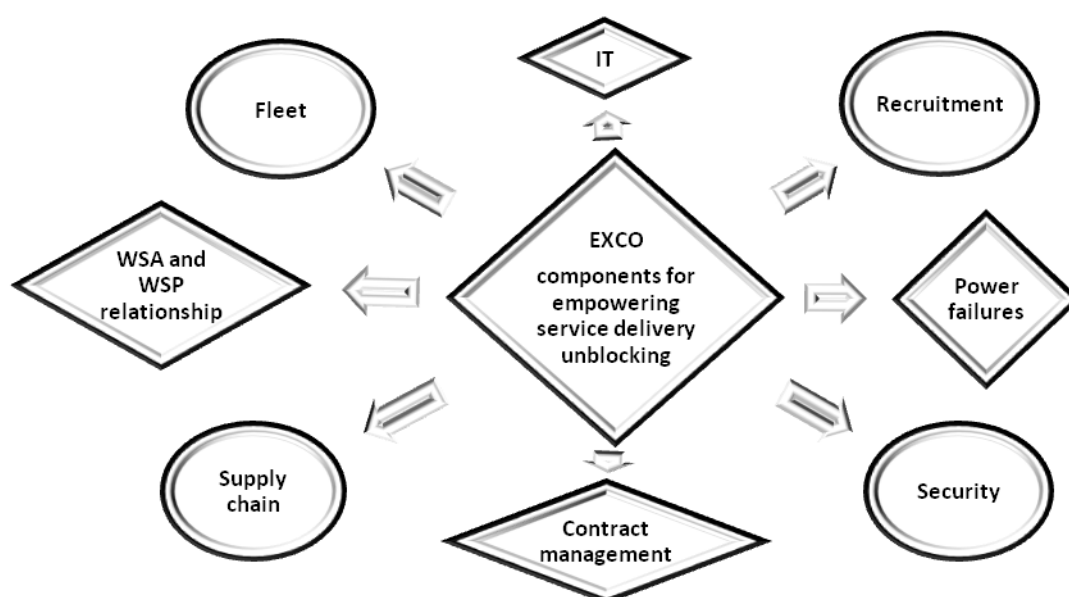 IT
Fleet
Recruitment
EXCO
components for
empowering
service delivery
unblocking
WSA and
WSP
relationship
Power
failures
Supply
chain
Security
Contract
management